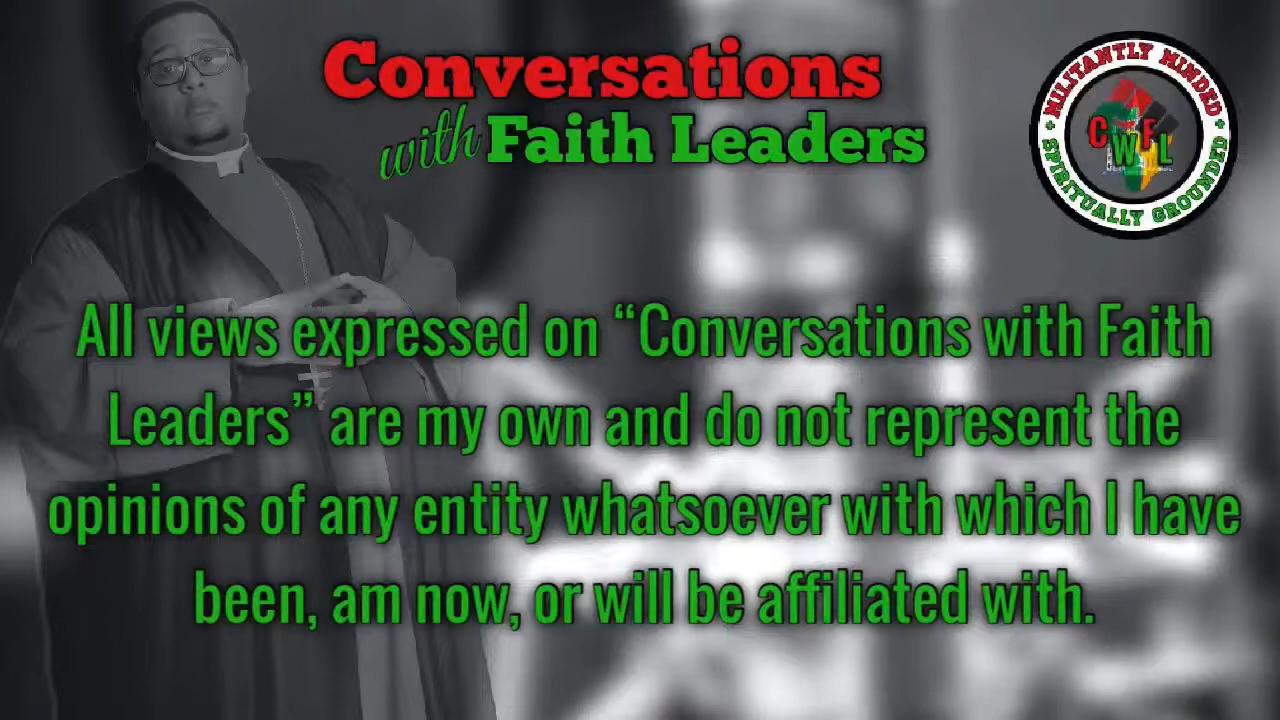 Conversations
with Faith Leaders
MILITANTLY MINDED
CWFL
SPIRITUALLY GROUNDED
All views expressed on “Conversations with Faith
Leaders” are my own and do not represent the
opinions of any entity whatsoever with which I have
been, am now, or will be affiliated with.